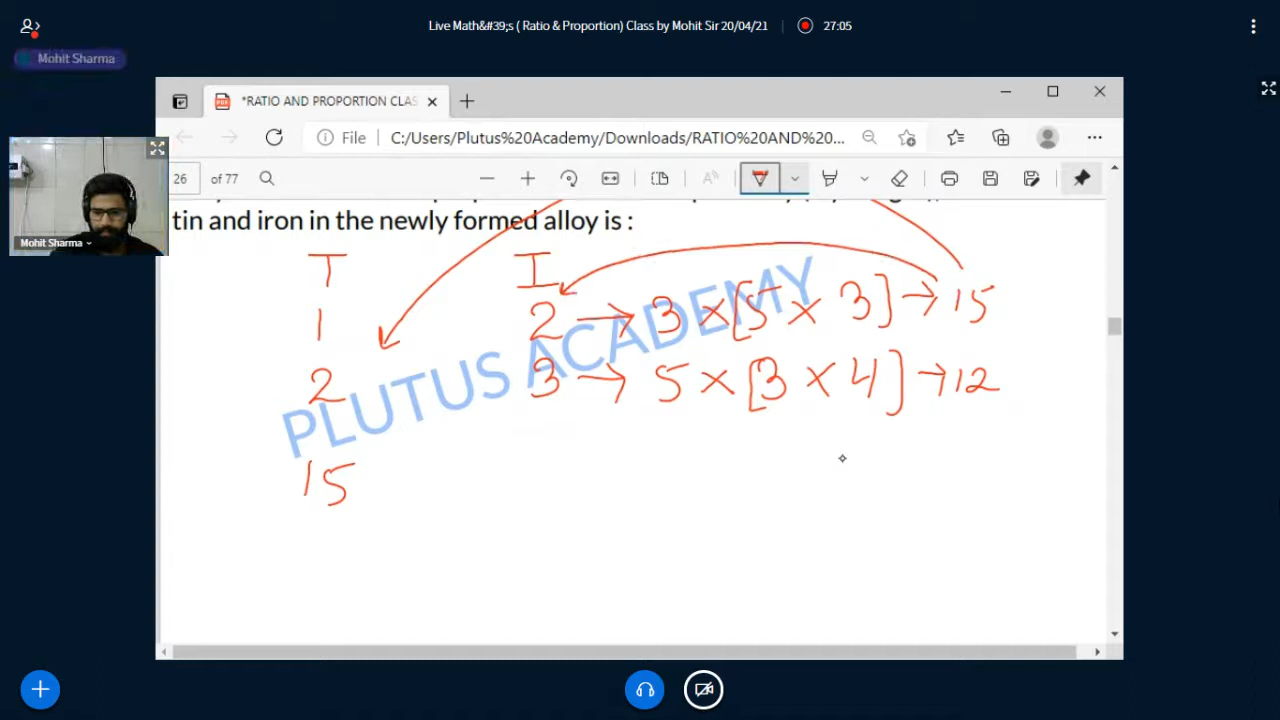 Live Math&#39;s ( Ratio & Proportion) Class by Mohit Sir 20/04/21 27:05
Mohit Sharma
*RATIO AND PROPORTION CLAS
File C:/Users/Plutus%20Academy/Downloads/RATIO%20AND%20...
26 of 77
Mohit Sharma
tin and iron in the newly formed alloy is :
T I
1 2 → 3 × [5 × 3] → 15
2 3 → 5 × [3 × 4] → 12
15
PLUTUS ACADEMY